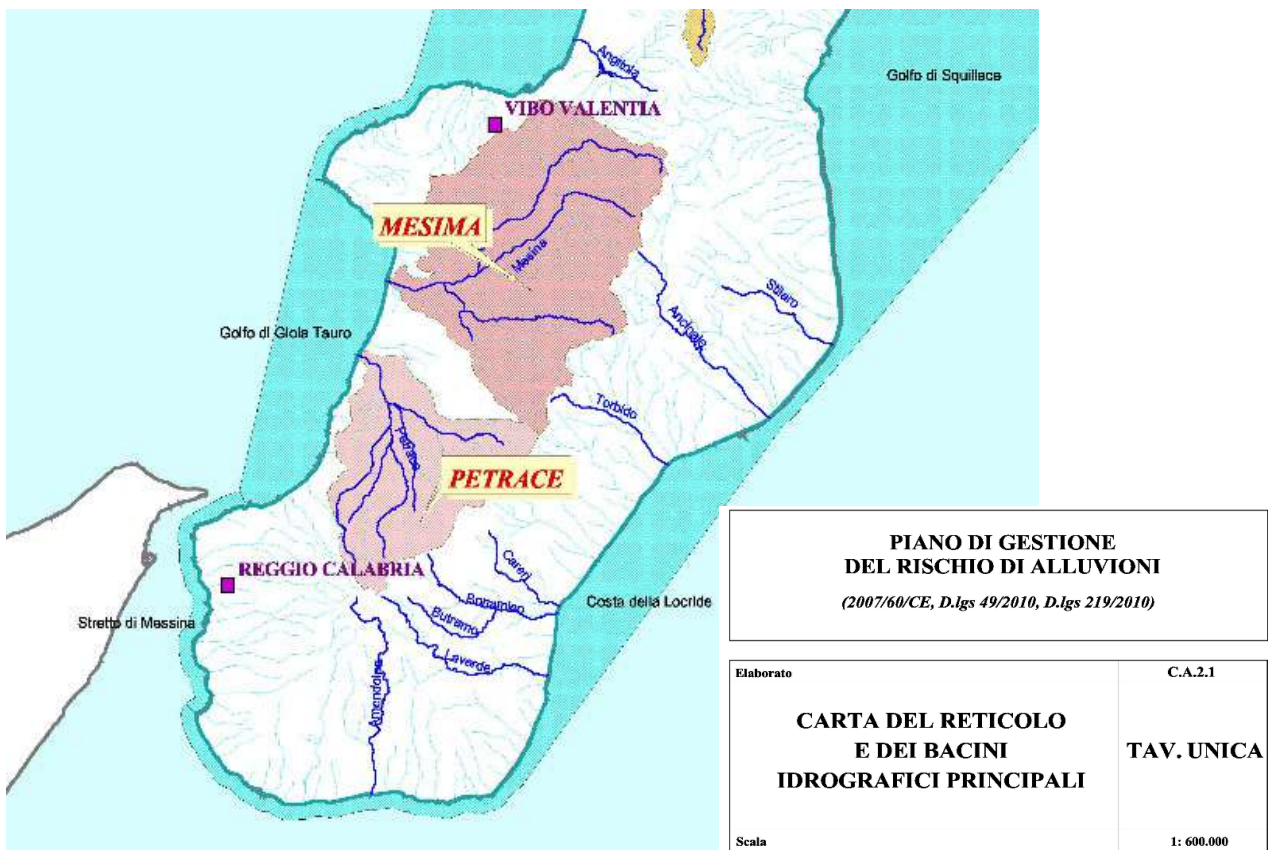 Angitola
Golfo di Squillace
VIBO VALENTIA
MESIMA
Mesina
Stilaro
Ancinale
Golfo di Gioia Tauro
Torbido
Petrace
PETRACE
Careri
REGGIO CALABRIA
Bonamico
Costa della Locride
Butramo
Stretto di Messina
Laverde
Amendolea
PIANO DI GESTIONE
DEL RISCHIO DI ALLUVIONI
(2007/60/CE, D.lgs 49/2010, D.lgs 219/2010)
Elaborato
C.A.2.1
CARTA DEL RETICOLO
E DEI BACINI
IDROGRAFICI PRINCIPALI
TAV. UNICA
Scala
1: 600.000